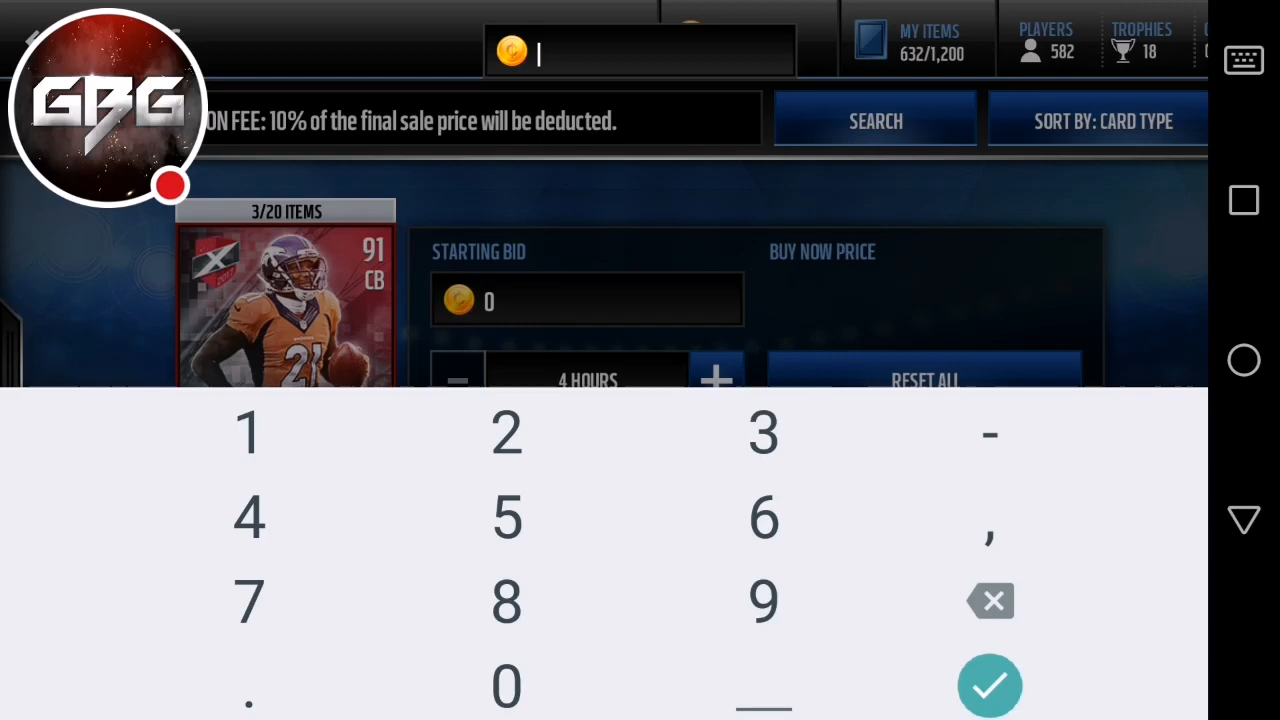 GBG
MY ITEMS
632/1,200
PLAYERS
582
TROPHIES
18
ON FEE: 10% of the final sale price will be deducted.
SEARCH
SORT BY: CARD TYPE
3/20 ITEMS
91
CB
21
STARTING BID
0
BUY NOW PRICE
-
4 HOURS
+
RESET ALL
1 2 3 -
4 5 6 ,
7 8 9
. 0